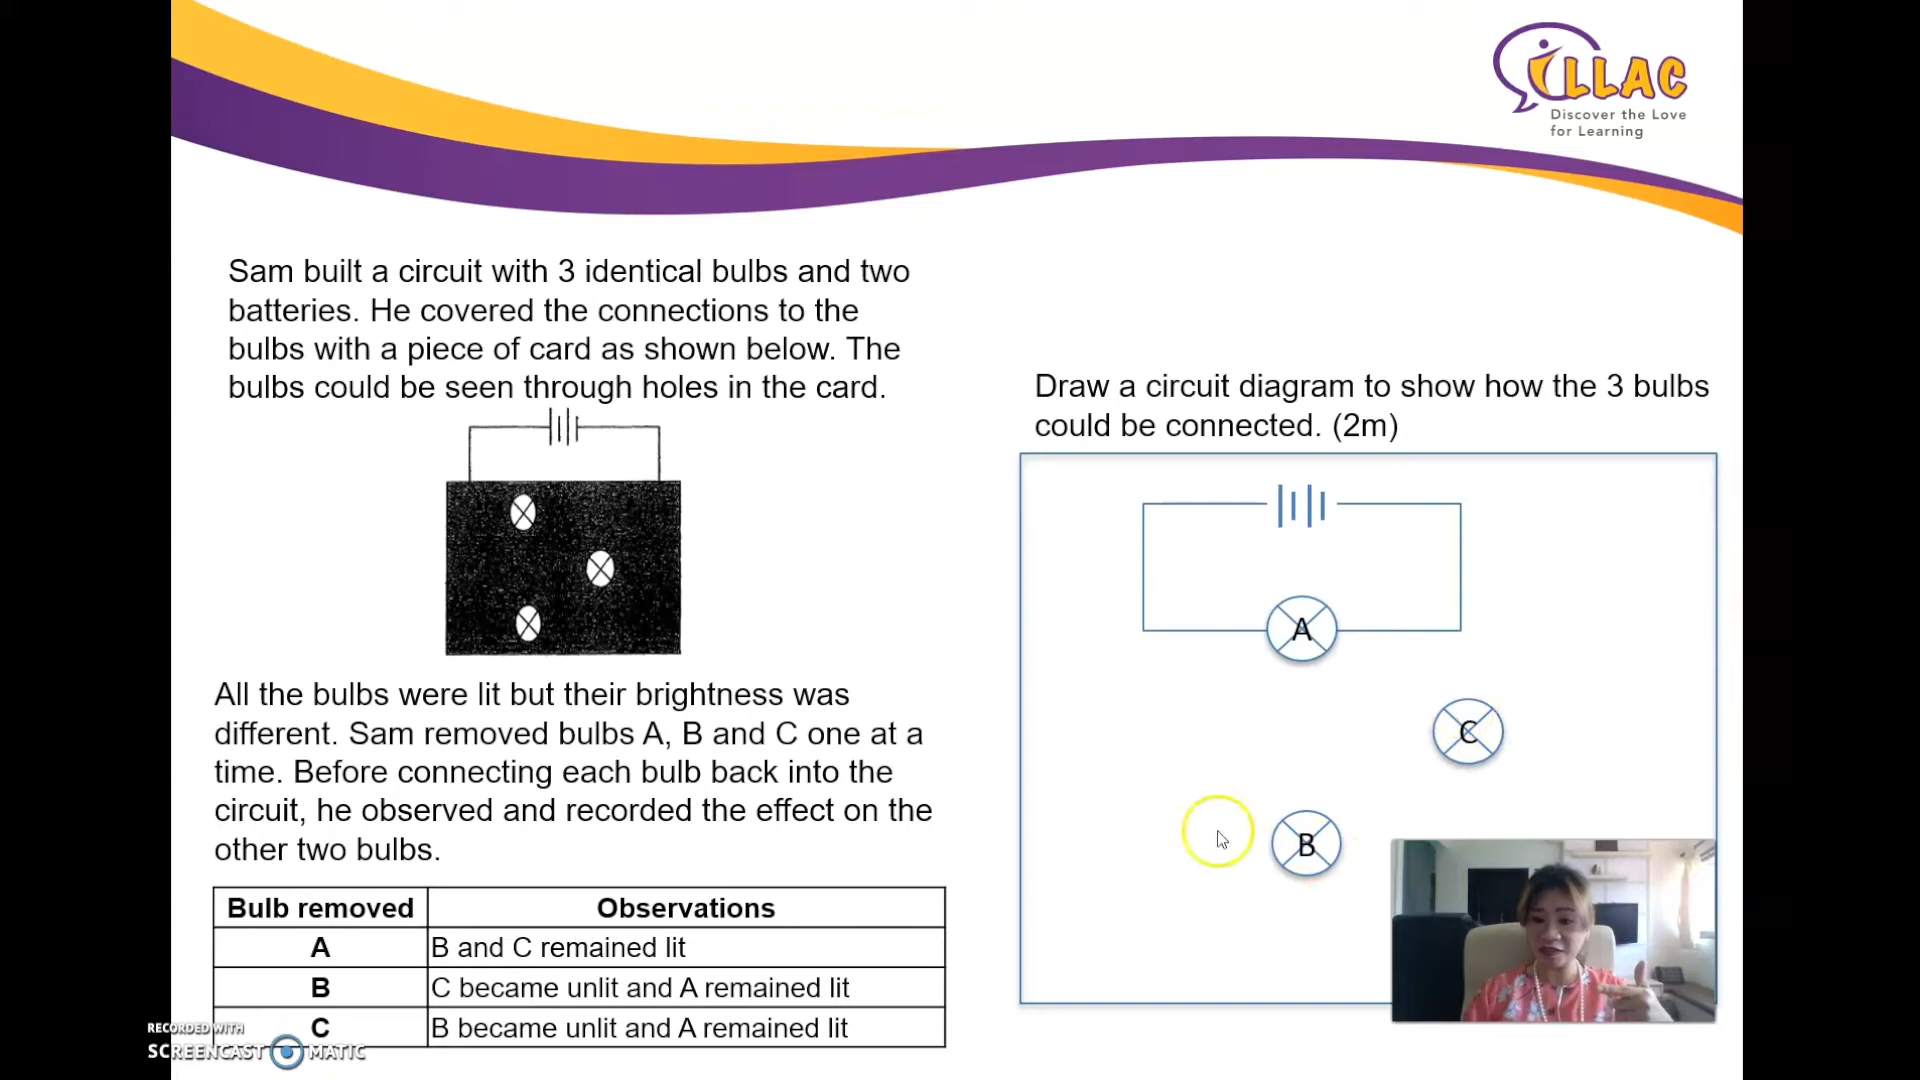 iLLAC
Discover the Love
for Learning
Sam built a circuit with 3 identical bulbs and two
batteries. He covered the connections to the
bulbs with a piece of card as shown below. The
bulbs could be seen through holes in the card.
All the bulbs were lit but their brightness was
different. Sam removed bulbs A, B and C one at a
time. Before connecting each bulb back into the
circuit, he observed and recorded the effect on the
other two bulbs.
Bulb removed Observations
A B and C remained lit
B C became unlit and A remained lit
C B became unlit and A remained lit
Draw a circuit diagram to show how the 3 bulbs
could be connected. (2m)
A
C
B
RECORDED WITH
SCREENCAST MATIC